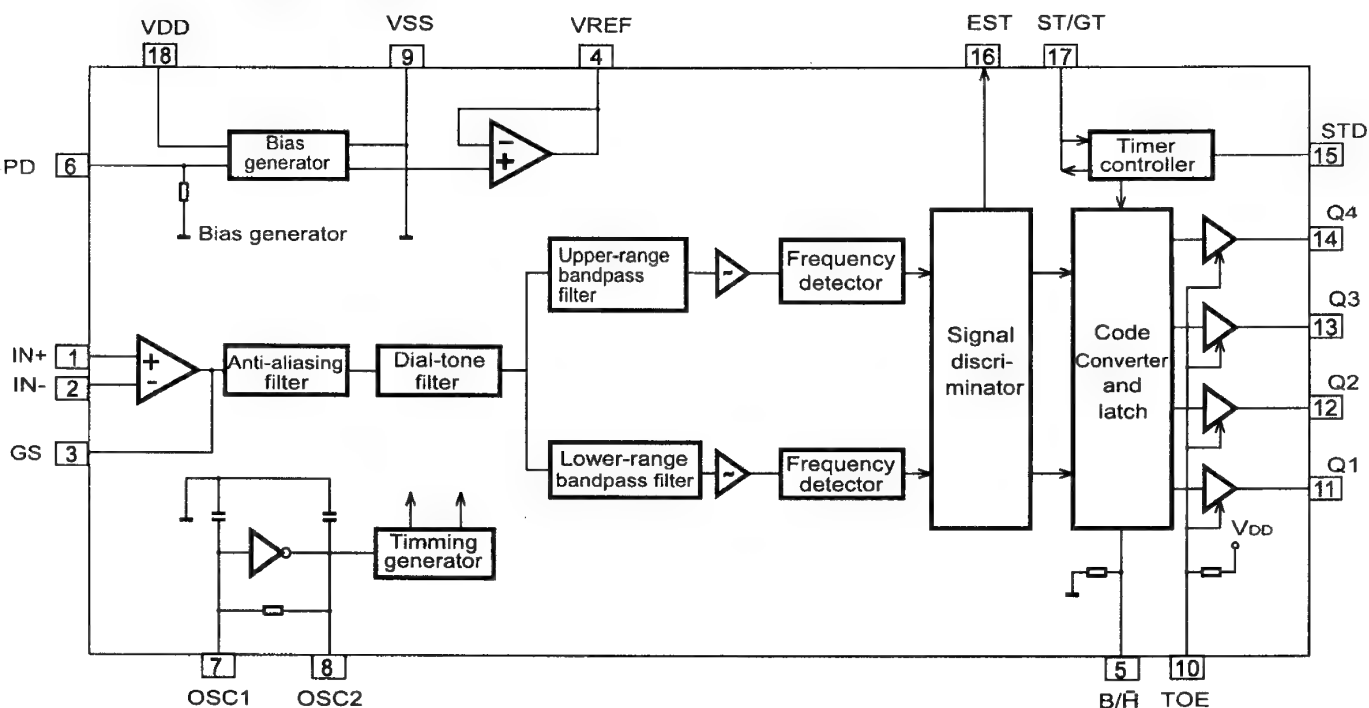 VDD
VSS
VREF
EST
ST/GT
18
9
4
16
17
PD
6
Bias
generator
-
+
Timer
controller
STD
15
Bias generator
Q4
14
Upper-range
bandpass
filter
~
Frequency
detector
Signal
discri-
minator
Code
Converter
and
latch
Q3
13
IN+
1
IN-
2
+
-
Anti-aliasing
filter
Dial-tone
filter
Q2
12
GS
3
Lower-range
bandpass filter
~
Frequency
detector
Q1
11
Timming
generator
VDD
7
8
5
10
OSC1
OSC2
B/H̄
TOE